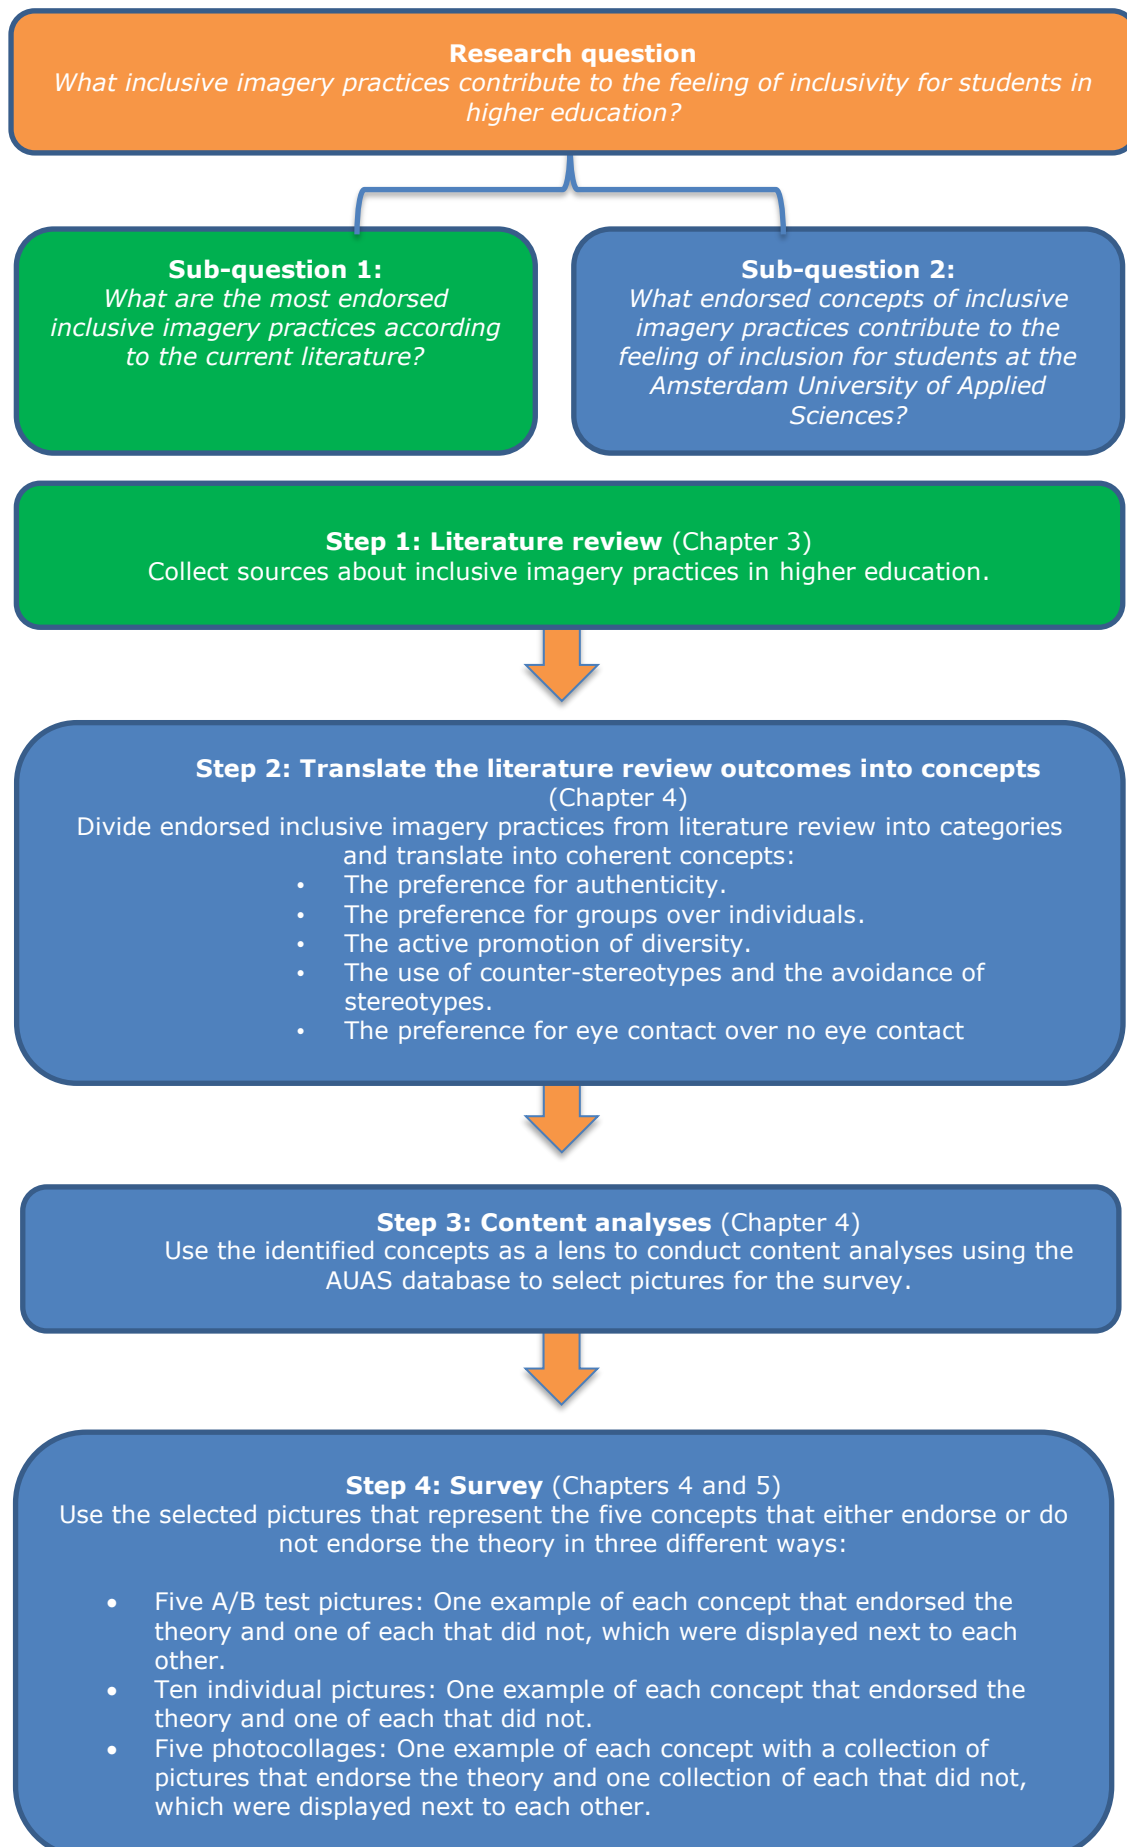 Research question
What inclusive imagery practices contribute to the feeling of inclusivity for students in
higher education?
Sub-question 1:
What are the most endorsed
inclusive imagery practices according
to the current literature?
Sub-question 2:
What endorsed concepts of inclusive
imagery practices contribute to the
feeling of inclusion for students at the
Amsterdam University of Applied
Sciences?
Step 1: Literature review (Chapter 3)
Collect sources about inclusive imagery practices in higher education.
Step 2: Translate the literature review outcomes into concepts
(Chapter 4)
Divide endorsed inclusive imagery practices from literature review into categories
and translate into coherent concepts:
• The preference for authenticity.
• The preference for groups over individuals.
• The active promotion of diversity.
• The use of counter-stereotypes and the avoidance of
stereotypes.
• The preference for eye contact over no eye contact
Step 3: Content analyses (Chapter 4)
Use the identified concepts as a lens to conduct content analyses using the
AUAS database to select pictures for the survey.
Step 4: Survey (Chapters 4 and 5)
Use the selected pictures that represent the five concepts that either endorse or do
not endorse the theory in three different ways:
• Five A/B test pictures: One example of each concept that endorsed the
theory and one of each that did not, which were displayed next to each
other.
• Ten individual pictures: One example of each concept that endorsed the
theory and one of each that did not.
• Five photocollages: One example of each concept with a collection of
pictures that endorse the theory and one collection of each that did not,
which were displayed next to each other.